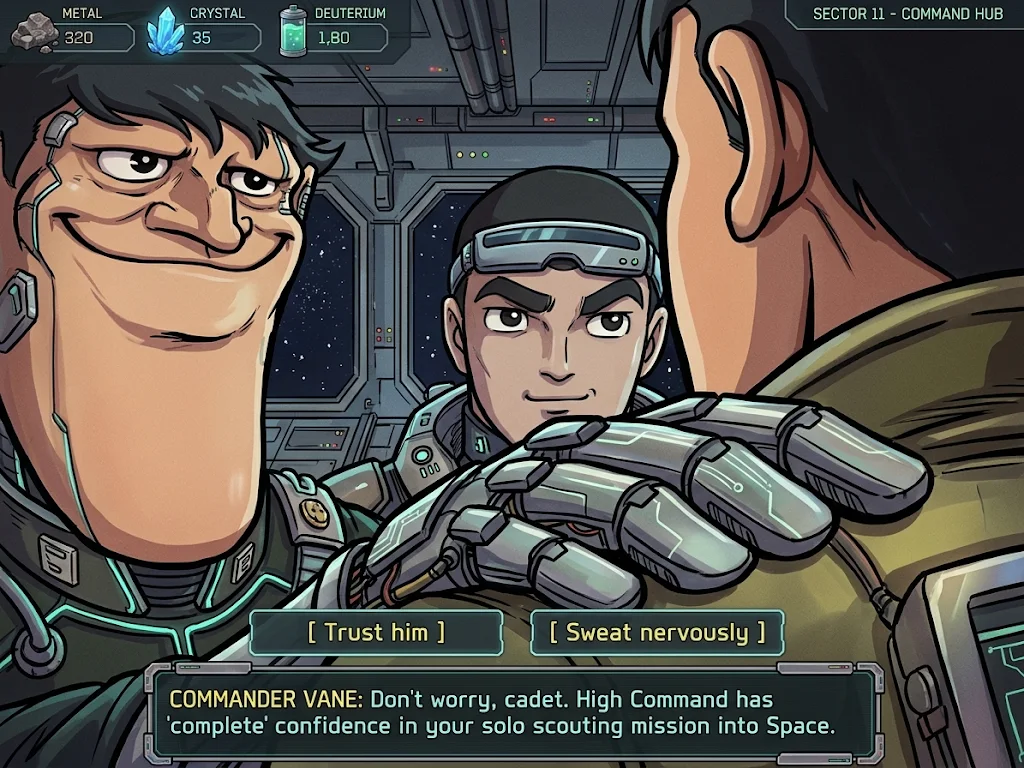 METAL
320
CRYSTAL
35
DEUTERIUM
1,80
SECTOR 11 - COMMAND HUB
[ Trust him ]
[ Sweat nervously ]
COMMANDER VANE: Don't worry, cadet. High Command has
'complete' confidence in your solo scouting mission into Space.